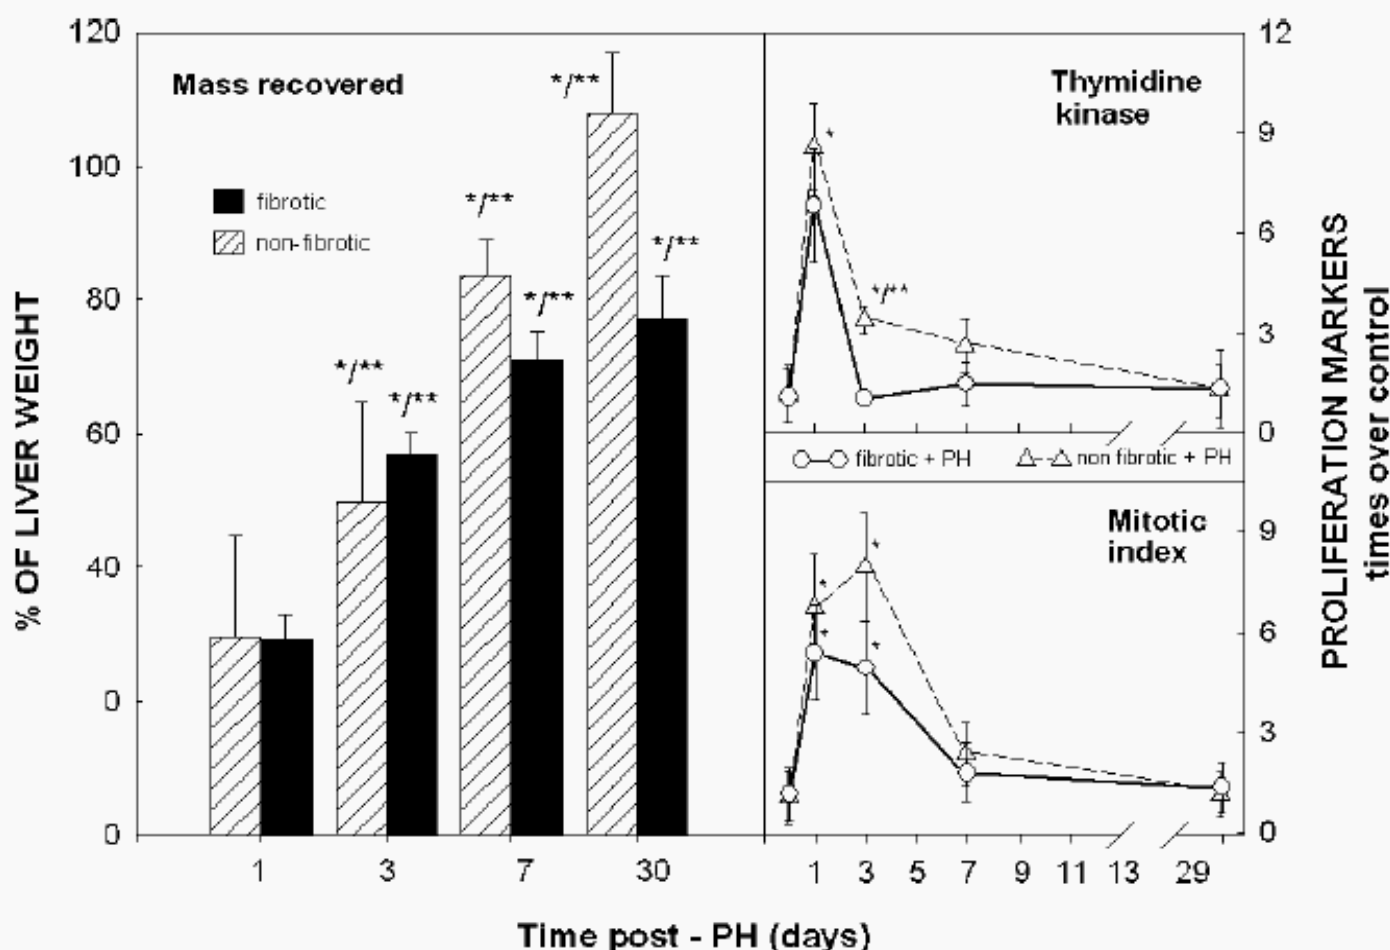 Mass recovered
fibrotic
non-fibrotic
*/**
*/**
*/**
*/**
*/**
*/**
% OF LIVER WEIGHT
120
100
80
60
40
0
0
1 3 7 30
Thymidine
kinase
*
*/**
12
9
6
3
0
fibrotic + PH
non fibrotic + PH
Mitotic
index
*
*
*
*
9
6
3
0
1 3 5 7 9 11 13 29
PROLIFERATION MARKERS
times over control
Time post - PH (days)